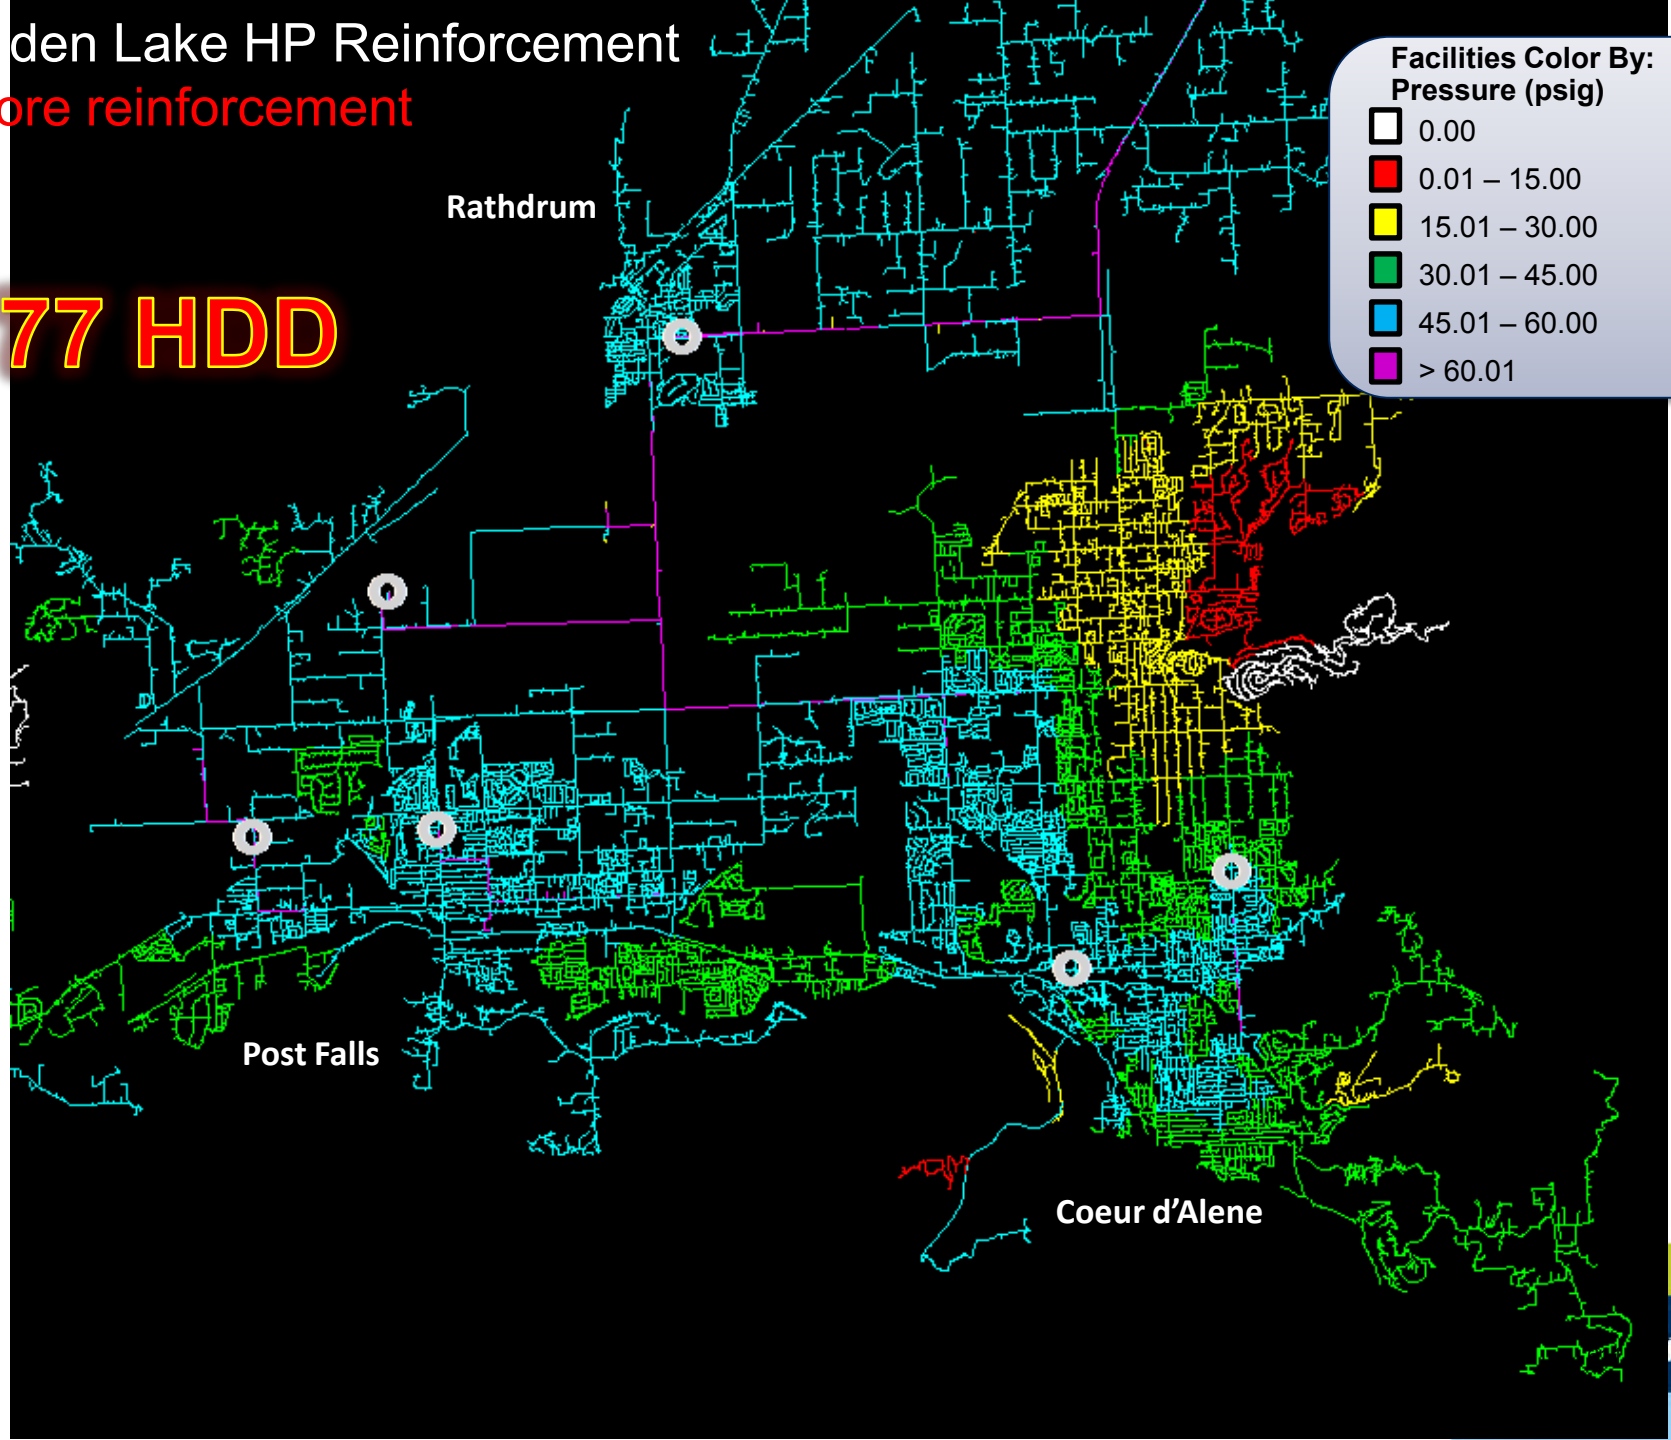 den Lake HP Reinforcement
ore reinforcement
Facilities Color By:
Pressure (psig)
0.00
0.01 – 15.00
15.01 – 30.00
30.01 – 45.00
45.01 – 60.00
> 60.01
Rathdrum
77 HDD
Post Falls
Coeur d'Alene